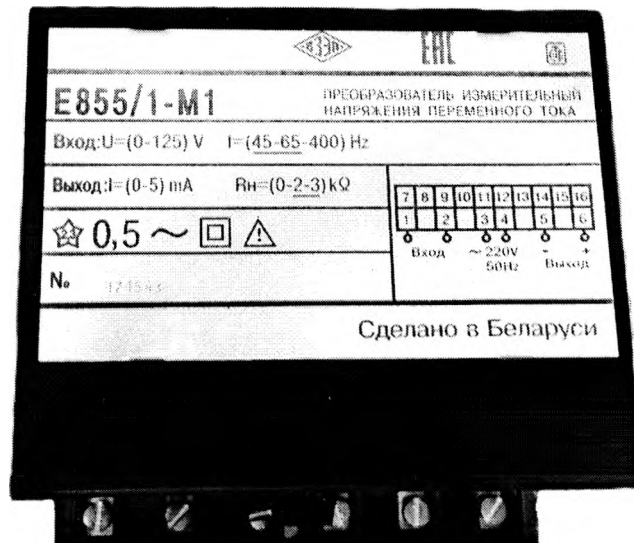 ВЗЭП
ЕАС
Е855/1-М1
ПРЕОБРАЗОВАТЕЛЬ ИЗМЕРИТЕЛЬНЫЙ
НАПРЯЖЕНИЯ ПЕРЕМЕННОГО ТОКА
Вход:U=(0-125) V f=(45-65-400) Hz
Выход:I=(0-5) mA Rн=(0-2-3)kΩ
0,5 ~
7 8 9 10 11 12 13 14 15 16
1 2 3 4 5 6
Вход ~220V - +
50Hz Выход
№
Сделано в Беларуси